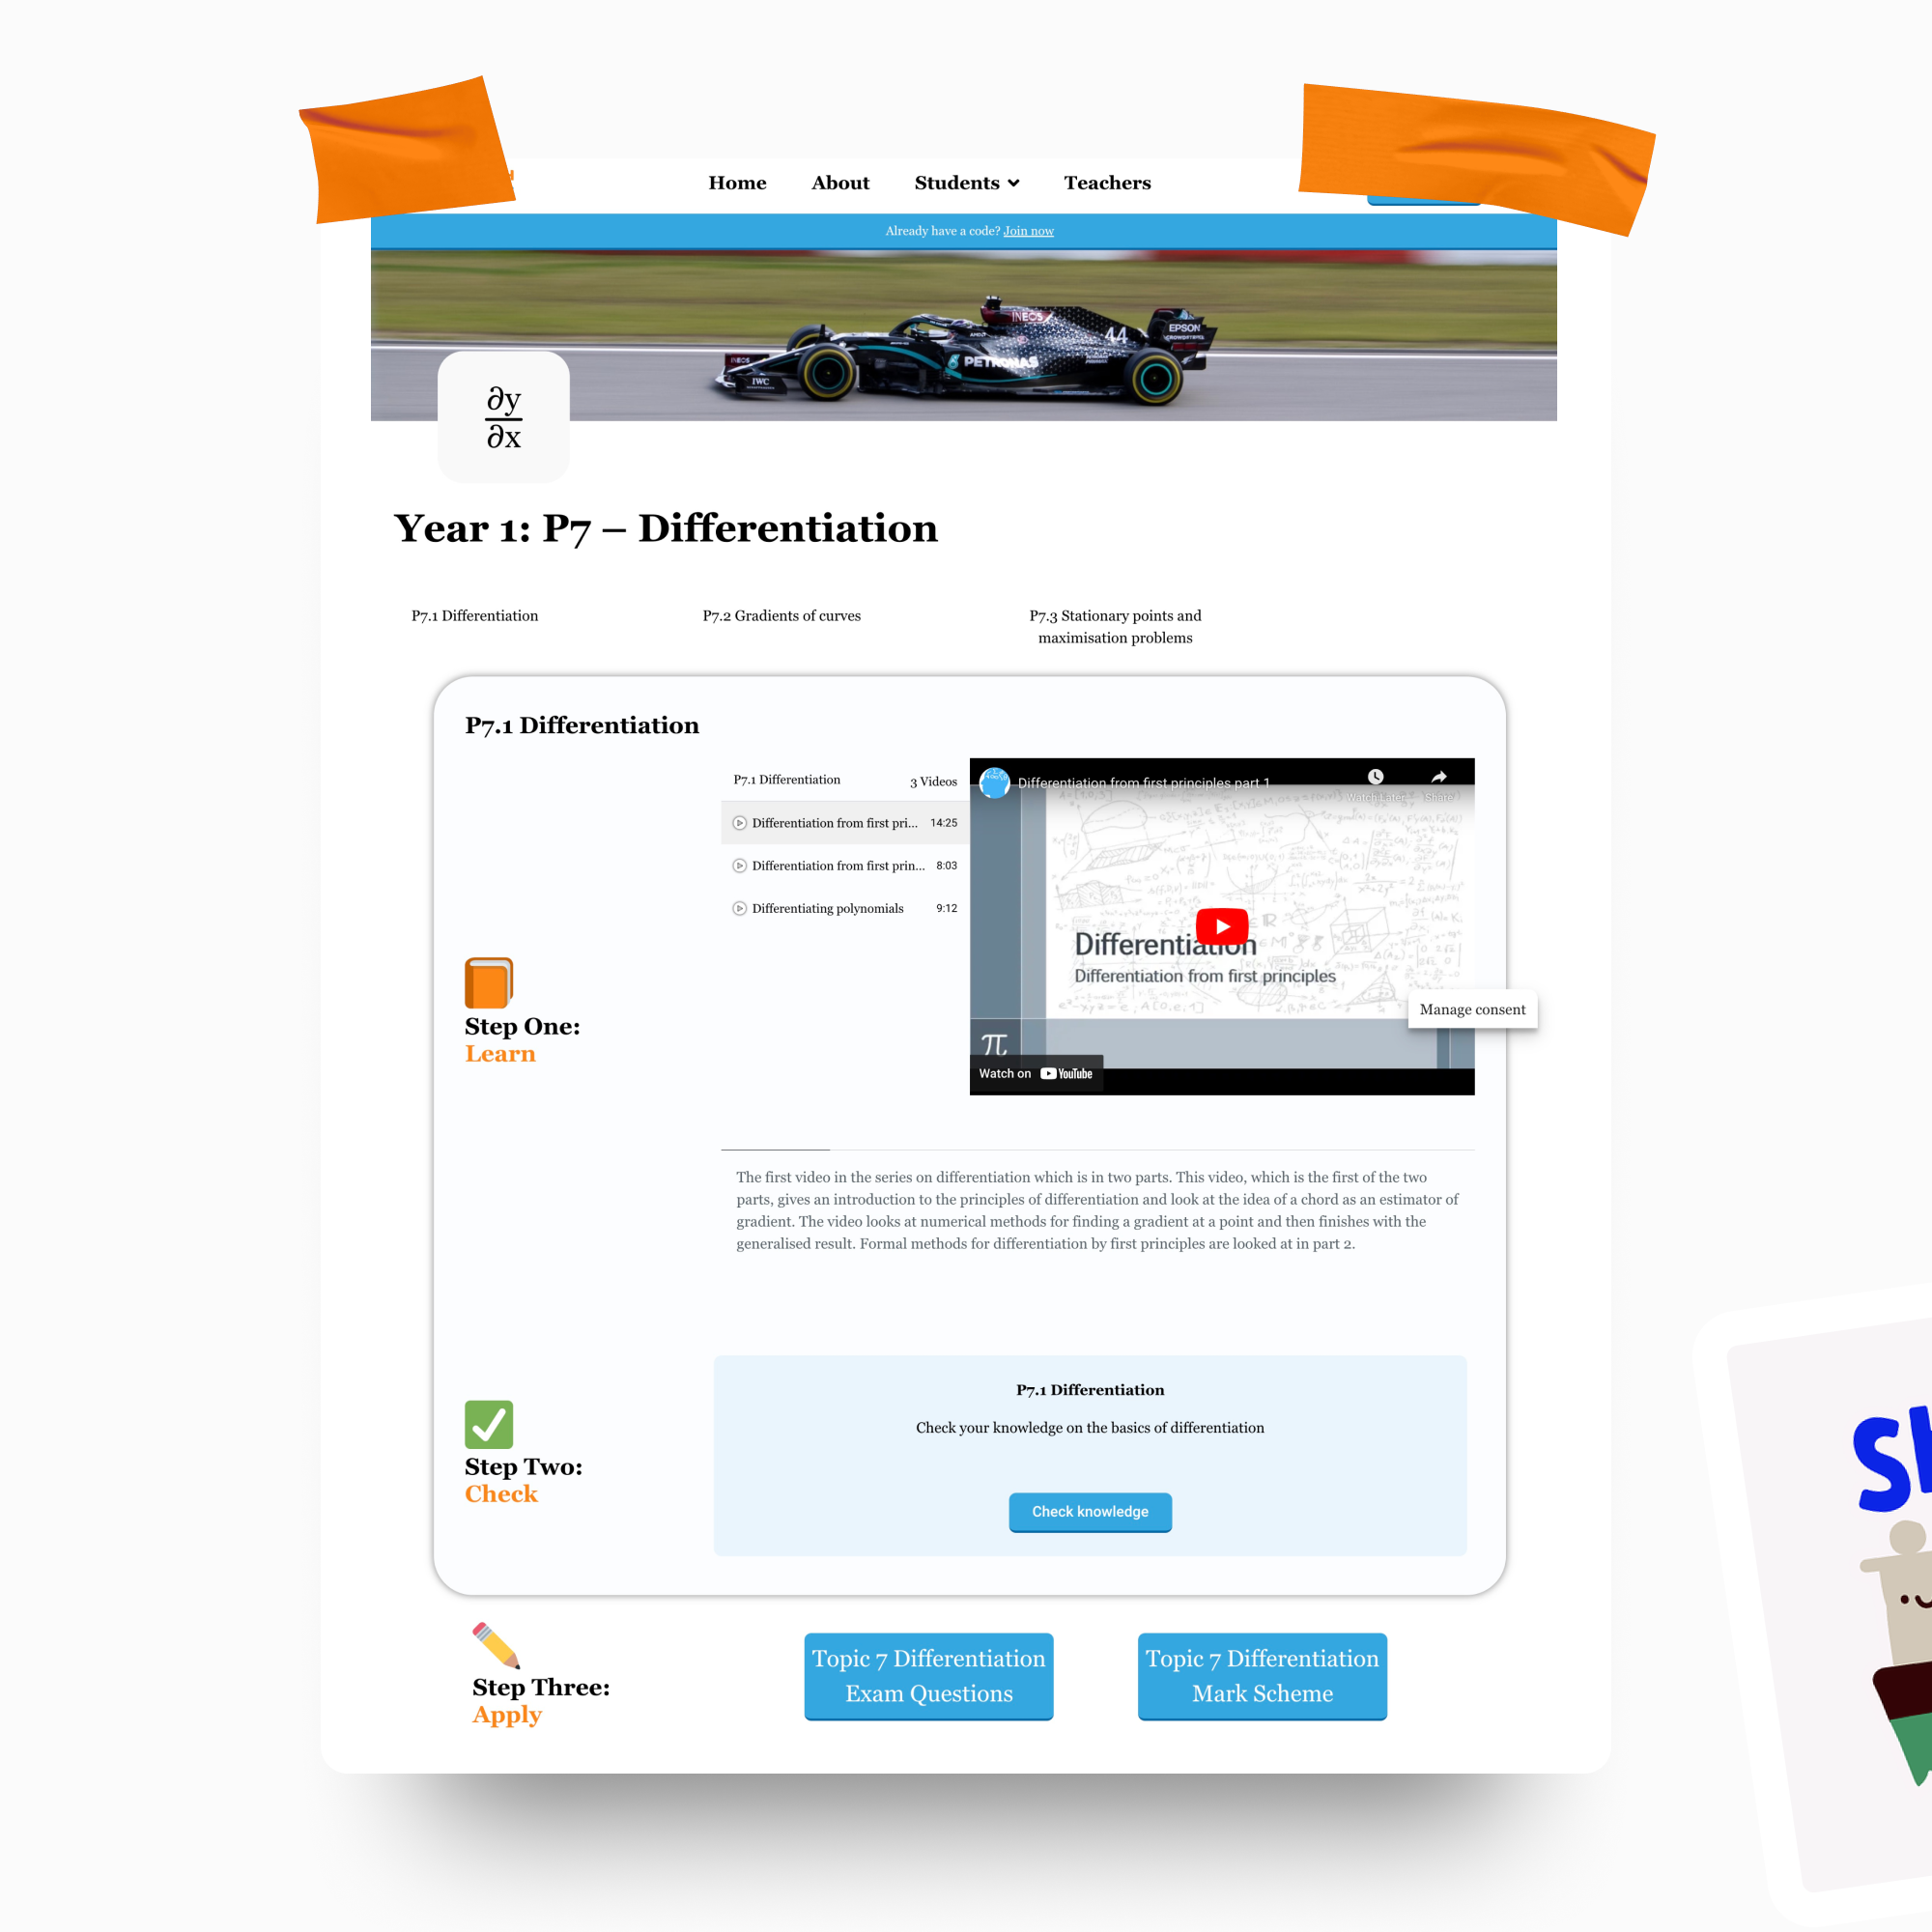 Home About Students Teachers
Already have a code? Join now
INEOS
44
EPSON
PETRONAS
INEOS
IWC
∂y
∂x
Year 1: P7 – Differentiation
P7.1 Differentiation
P7.2 Gradients of curves
P7.3 Stationary points and
maximisation problems
P7.1 Differentiation
P7.1 Differentiation 3 Videos
Differentiation from first pri... 14:25
Differentiation from first prin... 8:03
Differentiating polynomials 9:12
Differentiation from first principles part 1
Watch Later Share
Differentiation
Differentiation from first principles
π
Watch on YouTube
Manage consent
Step One:
Learn
The first video in the series on differentiation which is in two parts. This video, which is the first of the two
parts, gives an introduction to the principles of differentiation and look at the idea of a chord as an estimator of
gradient. The video looks at numerical methods for finding a gradient at a point and then finishes with the
generalised result. Formal methods for differentiation by first principles are looked at in part 2.
P7.1 Differentiation
Check your knowledge on the basics of differentiation
Check knowledge
Step Two:
Check
Step Three:
Apply
Topic 7 Differentiation
Exam Questions
Topic 7 Differentiation
Mark Scheme